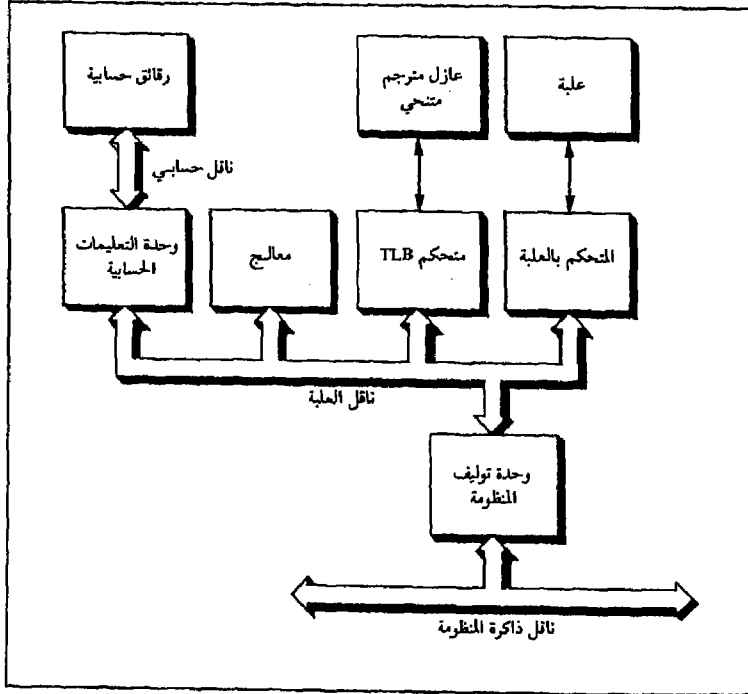 علبة
عازل مترجم
متنحي
رقائق حسابية
ناقل حسابي
المتحكم بالعلبة
متحكم TLB
معالج
وحدة التعليمات
الحسابية
ناقل العلبة
وحدة توليف
المنظومة
ناقل ذاكرة المنظومة